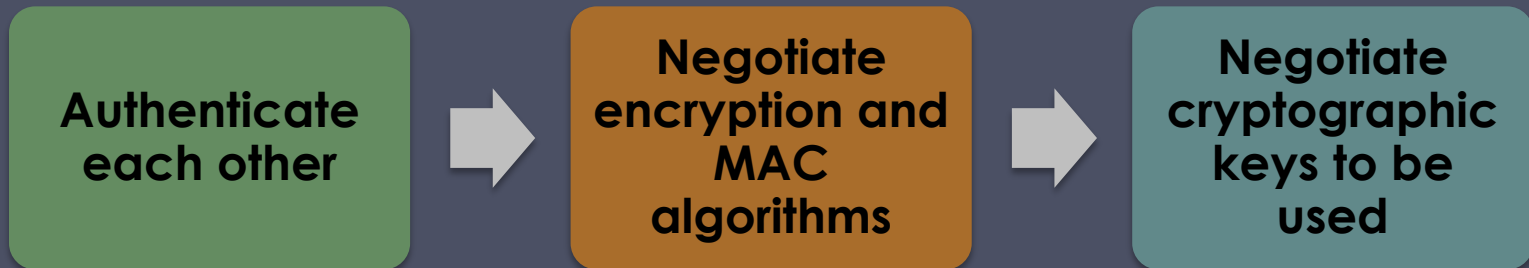 Authenticate
each other
Negotiate
encryption and
MAC
algorithms
Negotiate
cryptographic
keys to be
used